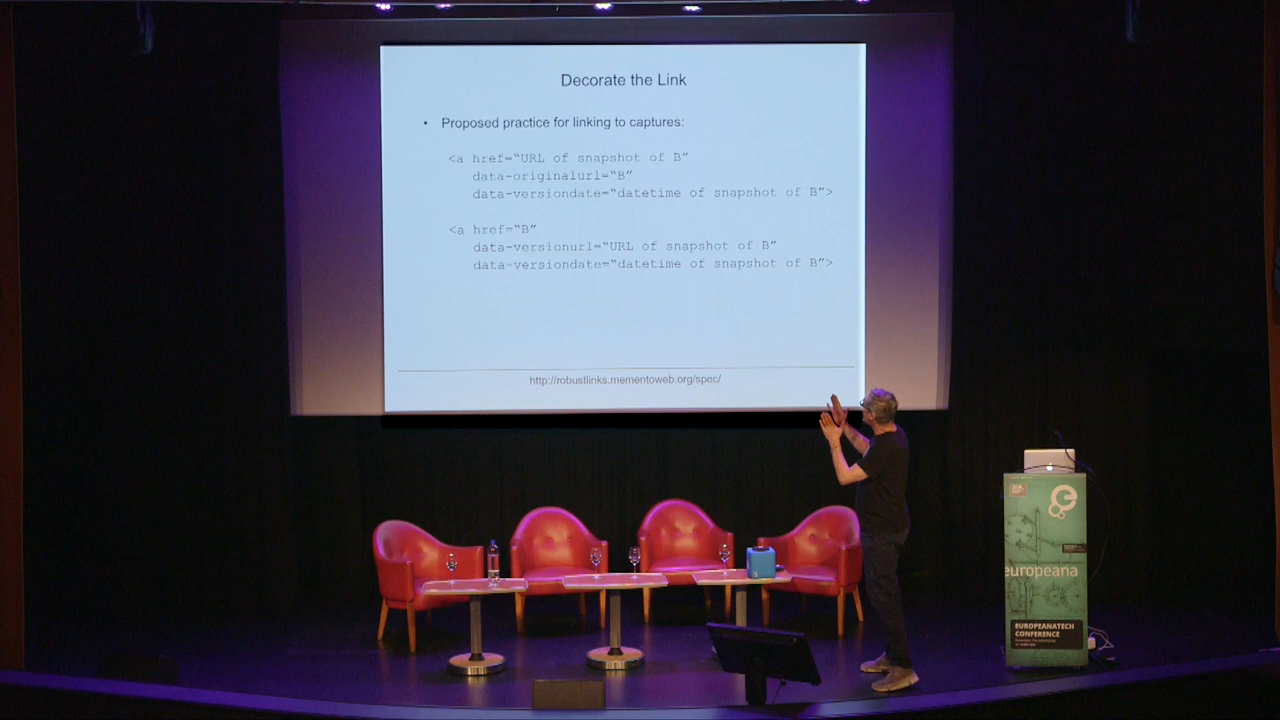 Decorate the Link
• Proposed practice for linking to captures:
<a href=“URL of snapshot of B”
data-originalurl=“B”
data-versiondate=“datetime of snapshot of B”>
<a href=“B”
data-versionurl=“URL of snapshot of B”
data-versiondate=“datetime of snapshot of B”>
http://robustlinks.mementoweb.org/spec/
europeana
EUROPEANATECH
CONFERENCE